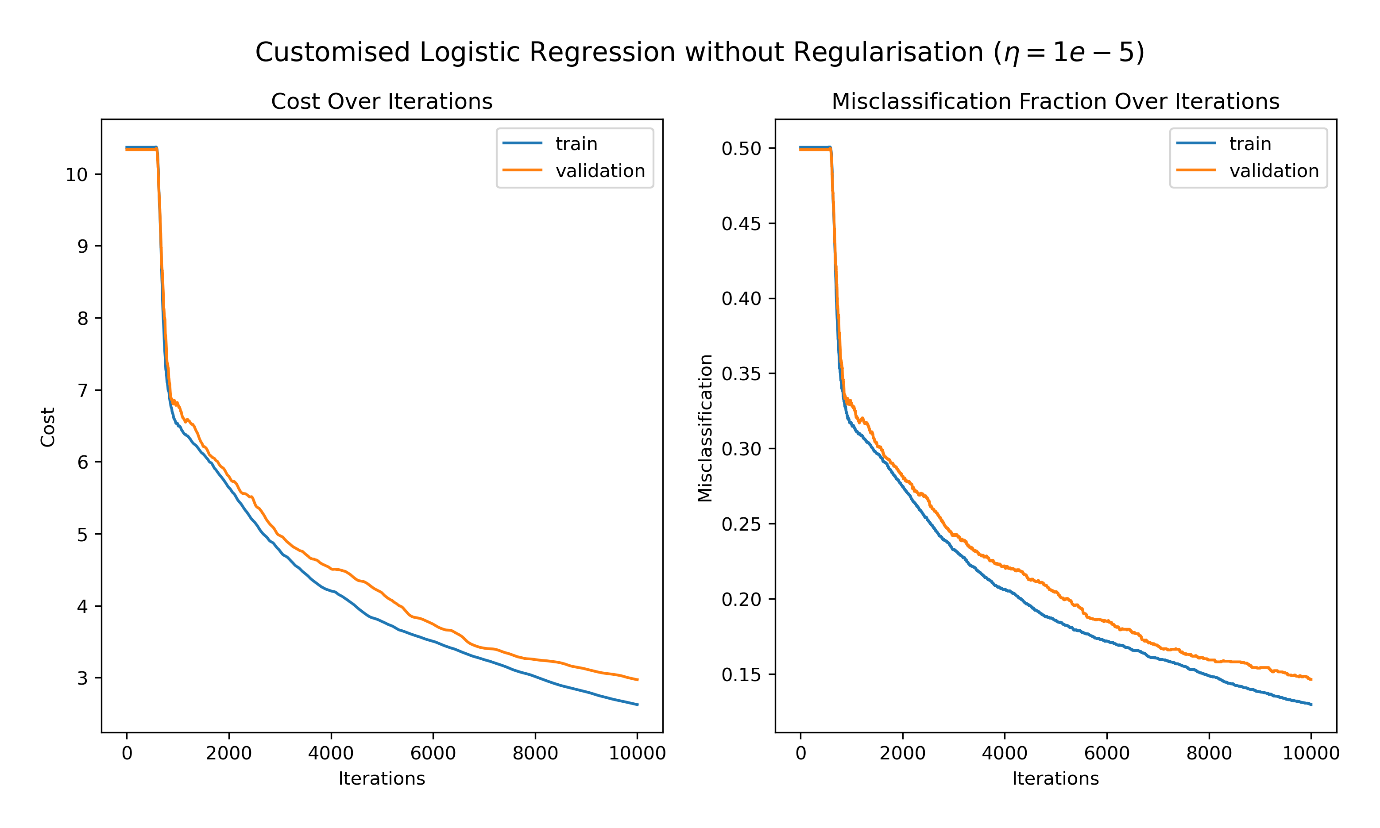 Customised Logistic Regression without Regularisation (η = 1e − 5)
Cost Over Iterations
train
validation
10
9
8
7
6
5
4
3
Cost
0 2000 4000 6000 8000 10000
Iterations
Misclassification Fraction Over Iterations
train
validation
0.50
0.45
0.40
0.35
0.30
0.25
0.20
0.15
Misclassification
0 2000 4000 6000 8000 10000
Iterations